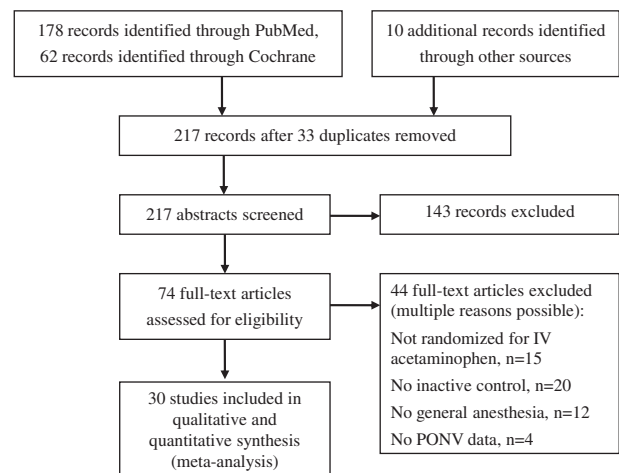 178 records identified through PubMed,
62 records identified through Cochrane
10 additional records identified
through other sources
217 records after 33 duplicates removed
217 abstracts screened
143 records excluded
74 full-text articles
assessed for eligibility
44 full-text articles excluded
(multiple reasons possible):
Not randomized for IV
acetaminophen, n=15
No inactive control, n=20
No general anesthesia, n=12
No PONV data, n=4
30 studies included in
qualitative and
quantitative synthesis
(meta-analysis)